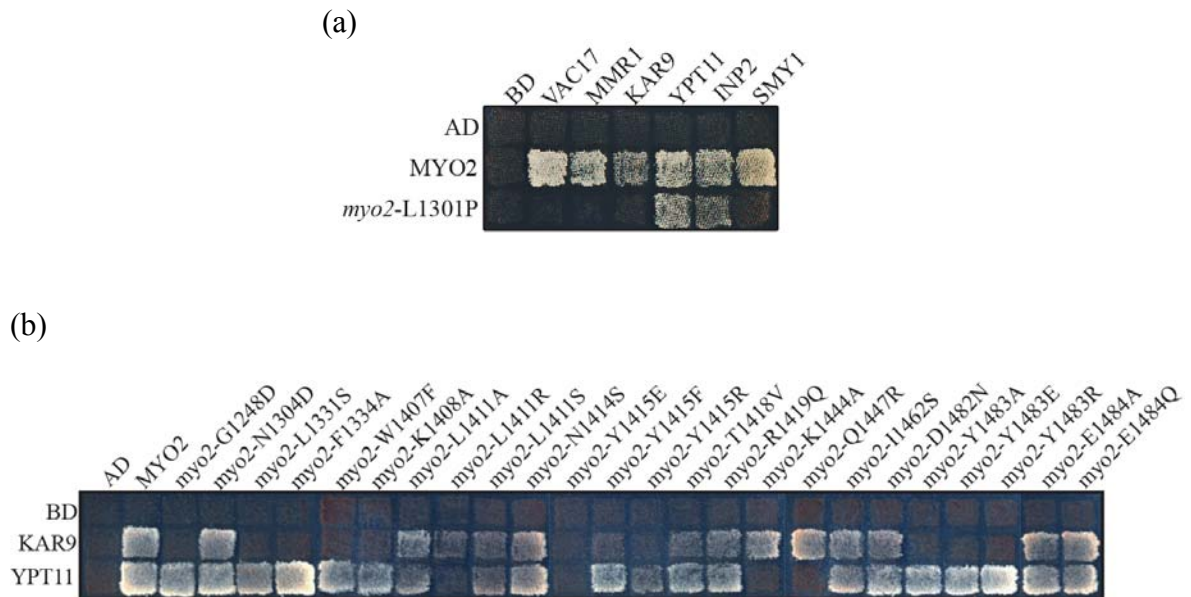 (a)
BD
VAC17
MMR1
KAR9
YPT11
INP2
SMY1
AD
MYO2
myo2-L1301P
(b)
AD
MYO2
myo2-G1248D
myo2-N1304D
myo2-L1331S
myo2-F1334A
myo2-W1407F
myo2-K1408A
myo2-L1411A
myo2-L1411R
myo2-L1411S
myo2-N1414S
myo2-Y1415E
myo2-Y1415F
myo2-Y1415R
myo2-T1418V
myo2-R1419Q
myo2-K1444A
myo2-Q1447R
myo2-I1462S
myo2-D1482N
myo2-Y1483A
myo2-Y1483E
myo2-Y1483R
myo2-E1484A
myo2-E1484Q
BD
KAR9
YPT11